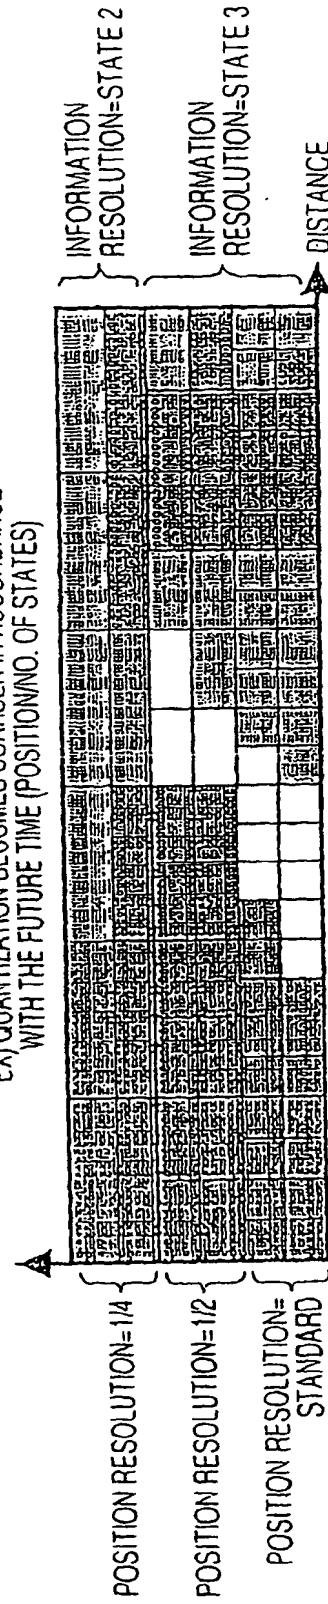 WITH THE FUTURE TIME (POSITION/NO. OF STATES)
INFORMATION
RESOLUTION=STATE 2
INFORMATION
RESOLUTION=STATE 3
DISTANCE
POSITION RESOLUTION=1/4
POSITION RESOLUTION=1/2
POSITION RESOLUTION=
STANDARD